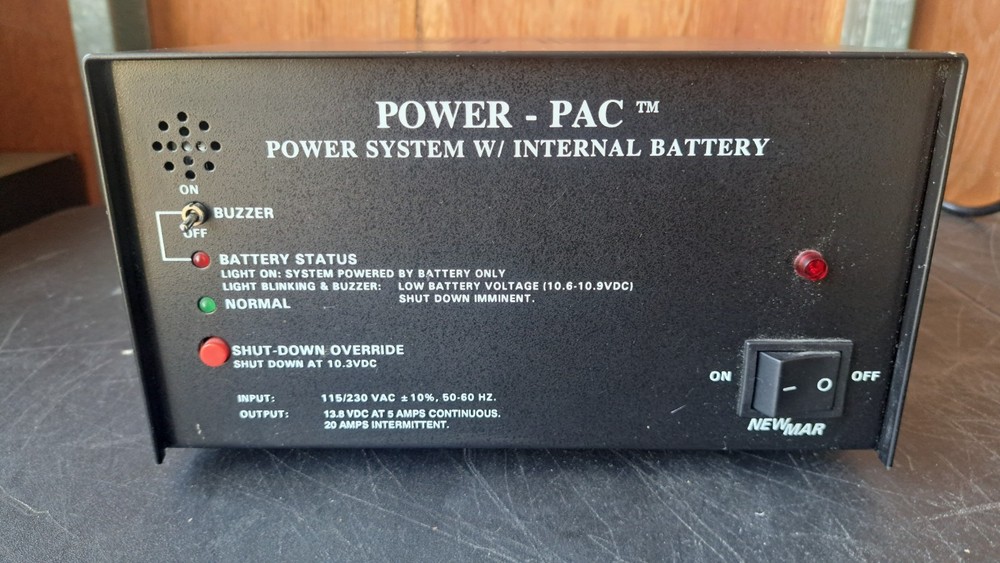 POWER - PAC ™
POWER SYSTEM W/ INTERNAL BATTERY
ON
BUZZER
OFF
BATTERY STATUS
LIGHT ON: SYSTEM POWERED BY BATTERY ONLY
LIGHT BLINKING & BUZZER: LOW BATTERY VOLTAGE (10.6-10.9VDC)
SHUT DOWN IMMINENT.
NORMAL
SHUT-DOWN OVERRIDE
SHUT DOWN AT 10.3VDC
INPUT: 115/230 VAC ±10%, 50-60 HZ.
OUTPUT: 13.8 VDC AT 5 AMPS CONTINUOUS.
20 AMPS INTERMITTENT.
ON – O OFF
NEWMAR